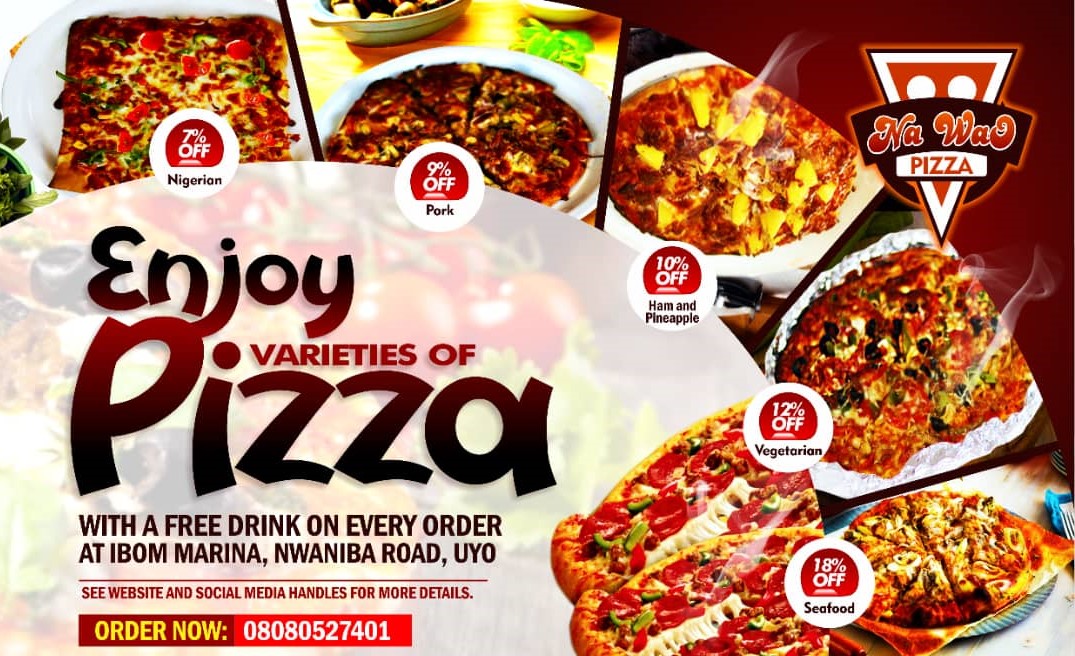 7%
OFF
Nigerian
9%
OFF
Pork
10%
OFF
Ham and
Pineapple
Na WaO
PIZZA
12%
OFF
Vegetarian
18%
OFF
Seafood
Enjoy
VARIETIES OF
Pizza
WITH A FREE DRINK ON EVERY ORDER
AT IBOM MARINA, NWANIBA ROAD, UYO
SEE WEBSITE AND SOCIAL MEDIA HANDLES FOR MORE DETAILS.
ORDER NOW: 08080527401